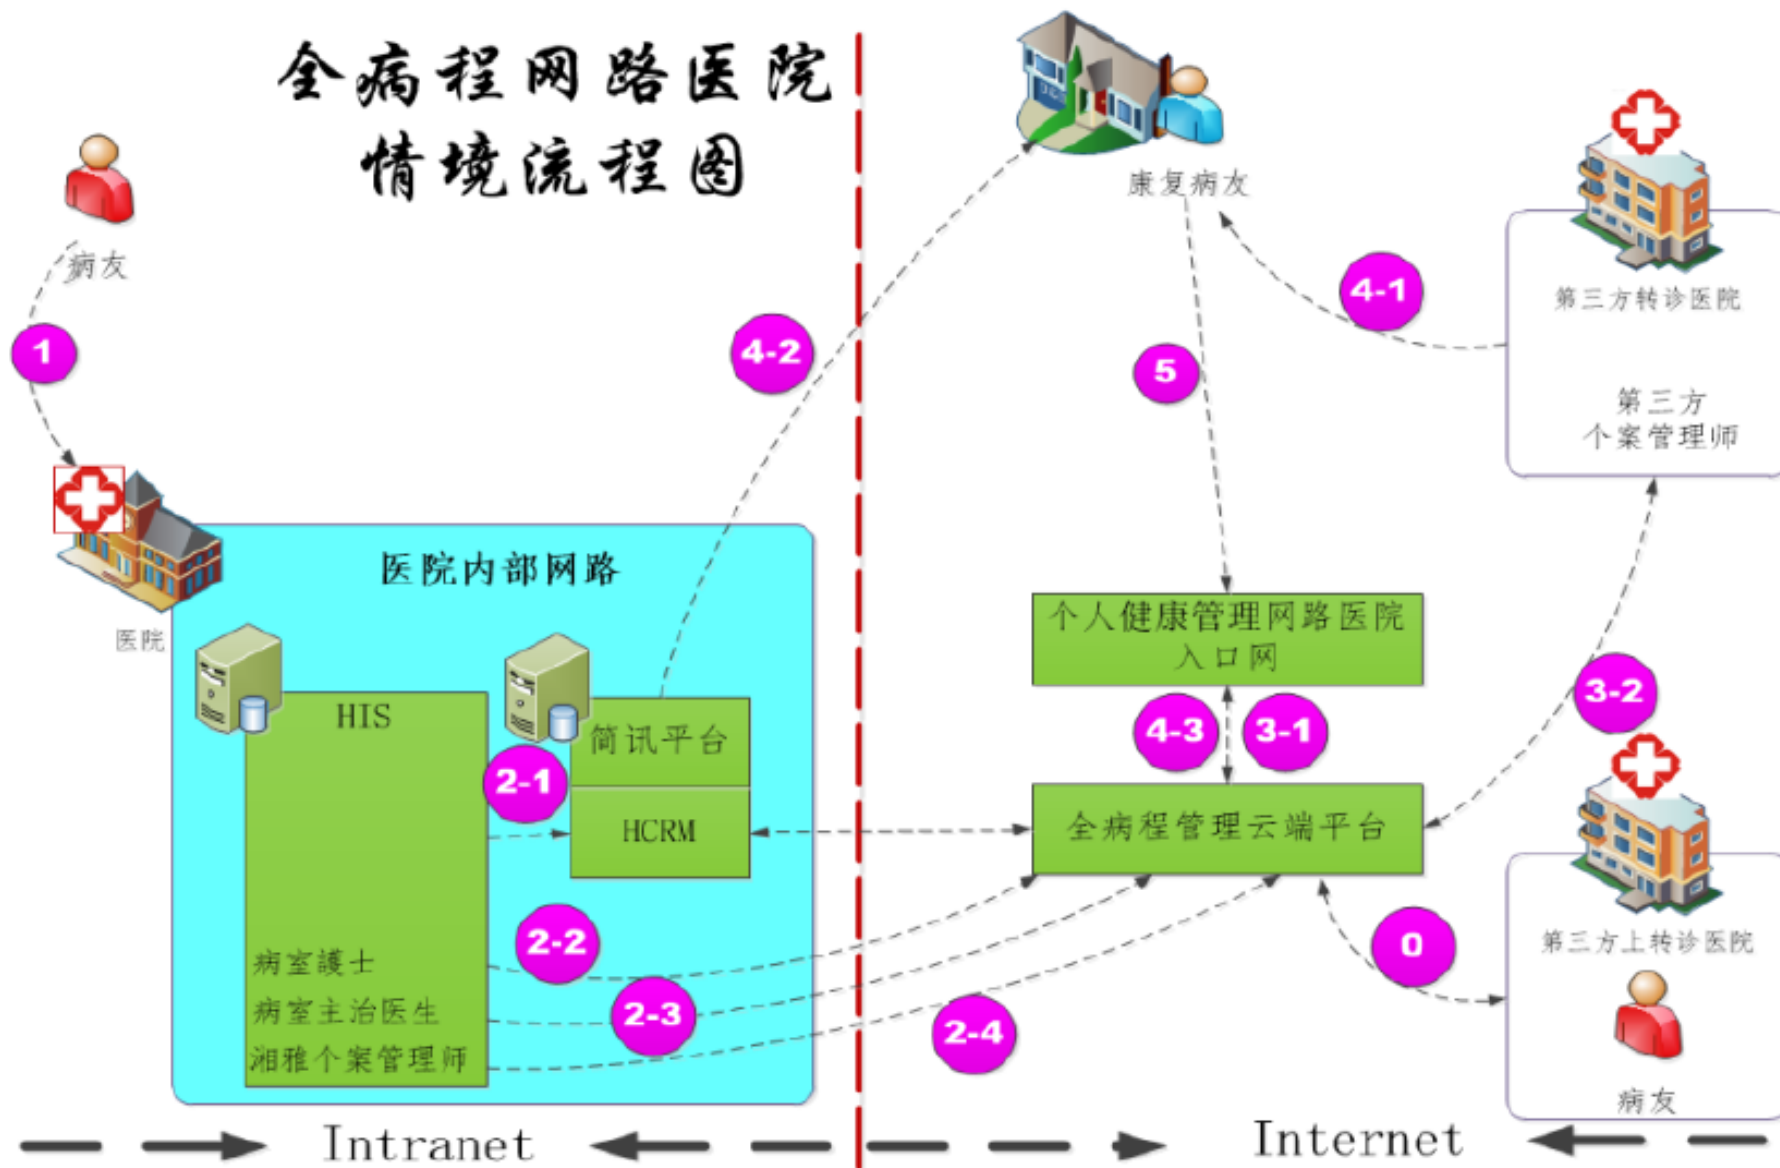 全病程网路医院
情境流程图
病友
1
医院
医院内部网路
HIS
2-1
简讯平台
HCRM
病室護士
病室主治医生
湘雅个案管理师
2-2
2-3
2-4
4-2
康复病友
5
4-1
第三方转诊医院
第三方
个案管理师
个人健康管理网路医院
入口网
4-3
3-1
3-2
全病程管理云端平台
0
第三方上转诊医院
病友
Intranet
Internet